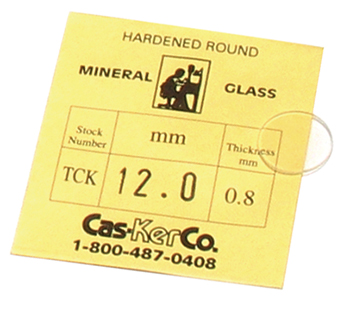 HARDENED ROUND
MINERAL GLASS
Stock Number mm Thickness mm
TCK 12.0 0.8
Cas-KerCo.
1-800-487-0408